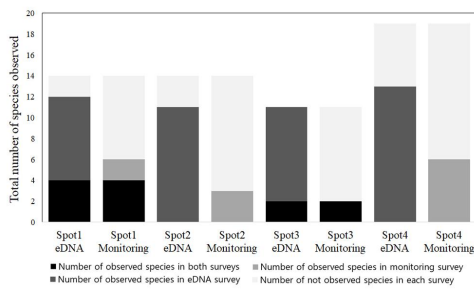 Total number of species observed
20
18
16
14
12
10
8
6
4
2
0
Spot1 eDNA
Spot1 Monitoring
Spot2 eDNA
Spot2 Monitoring
Spot3 eDNA
Spot3 Monitoring
Spot4 eDNA
Spot4 Monitoring
Number of observed species in both surveys
Number of observed species in monitoring survey
Number of observed species in eDNA survey
Number of not observed species in each survey